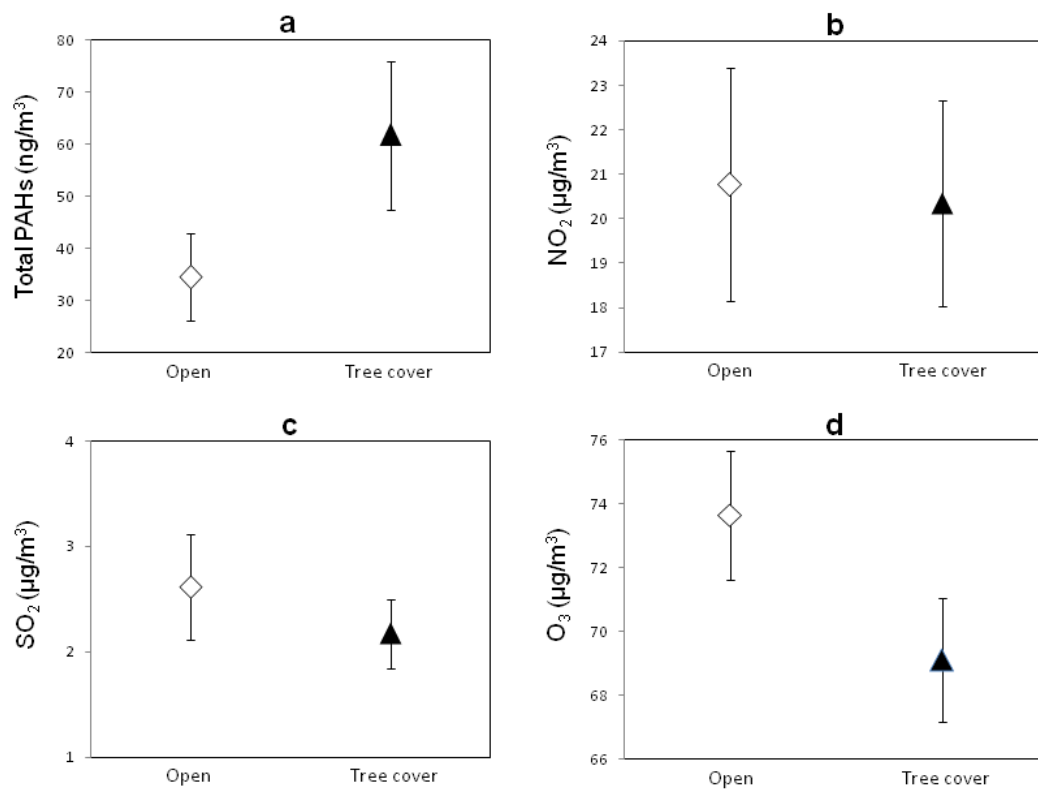 a
Total PAHs (ng/m³)
80
70
60
50
40
30
20
Open
Tree cover
b
NO₂ (µg/m³)
24
23
22
21
20
19
18
17
Open
Tree cover
c
SO₂ (µg/m³)
4
3
2
1
Open
Tree cover
d
O₃ (µg/m³)
76
74
72
70
68
66
Open
Tree cover